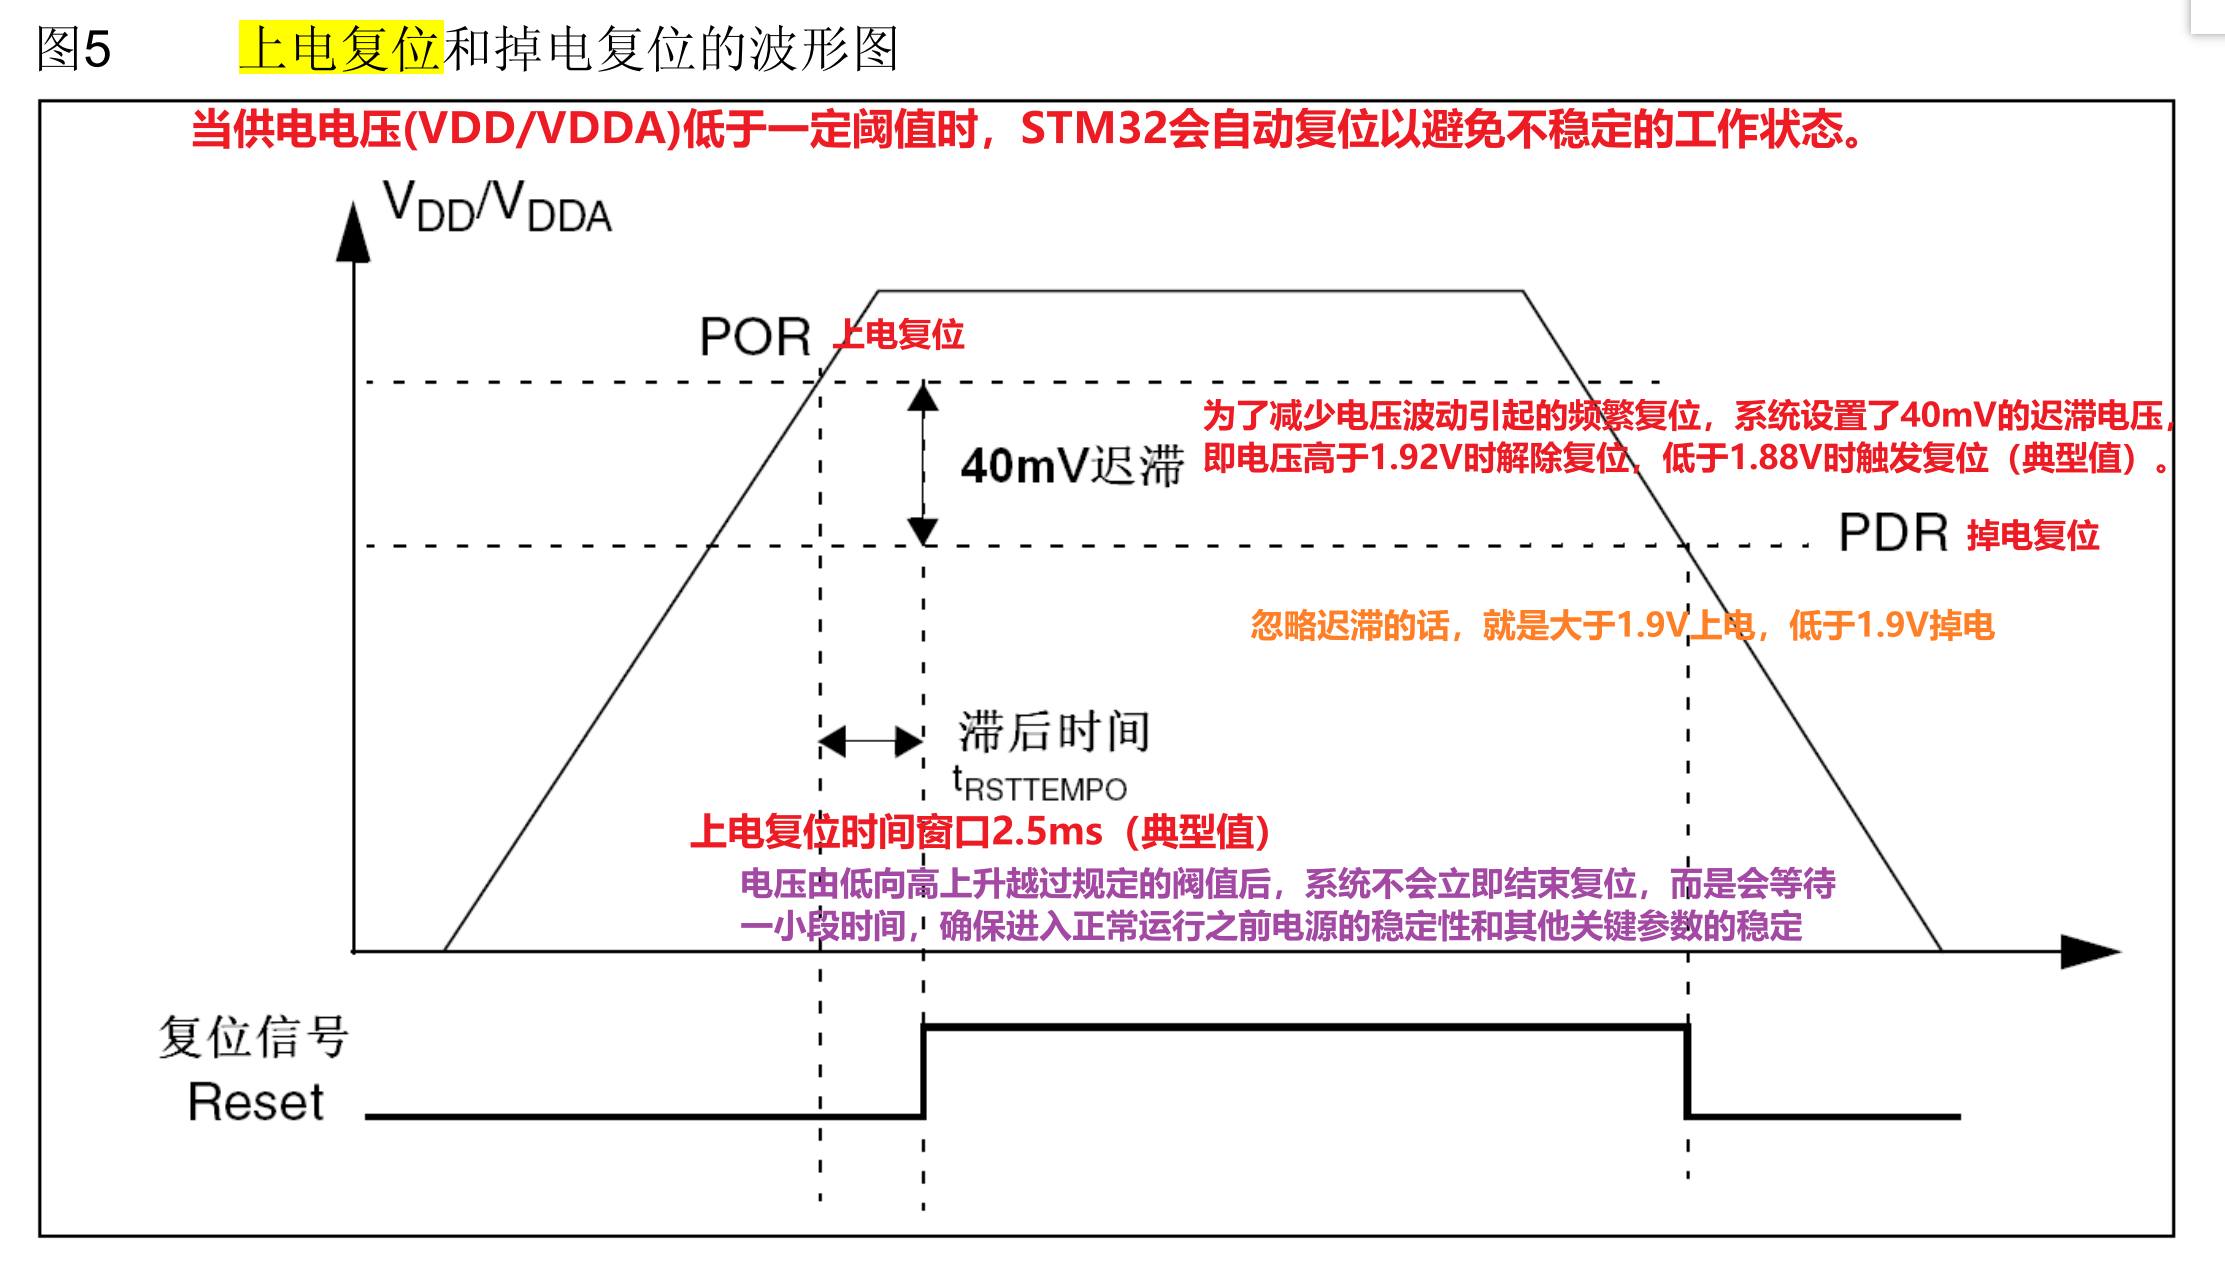 图5 上电复位和掉电复位的波形图
当供电电压(VDD/VDDA)低于一定阈值时，STM32会自动复位以避免不稳定的工作状态。
VDD/VDDA
POR 上电复位
为了减少电压波动引起的频繁复位，系统设置了40mV的迟滞电压，
40mV迟滞
即电压高于1.92V时解除复位，低于1.88V时触发复位（典型值）。
PDR 掉电复位
忽略迟滞的话，就是大于1.9V上电，低于1.9V掉电
滞后时间
tRSTTEMPO
上电复位时间窗口2.5ms（典型值）
电压由低向高上升越过规定的阀值后，系统不会立即结束复位，而是会等待
一小段时间，确保进入正常运行之前电源的稳定性和其他关键参数的稳定
复位信号
Reset